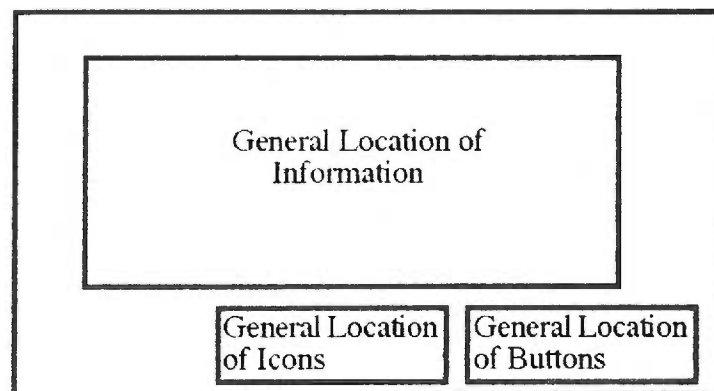 General Location of
Information
General Location
of Icons
General Location
of Buttons